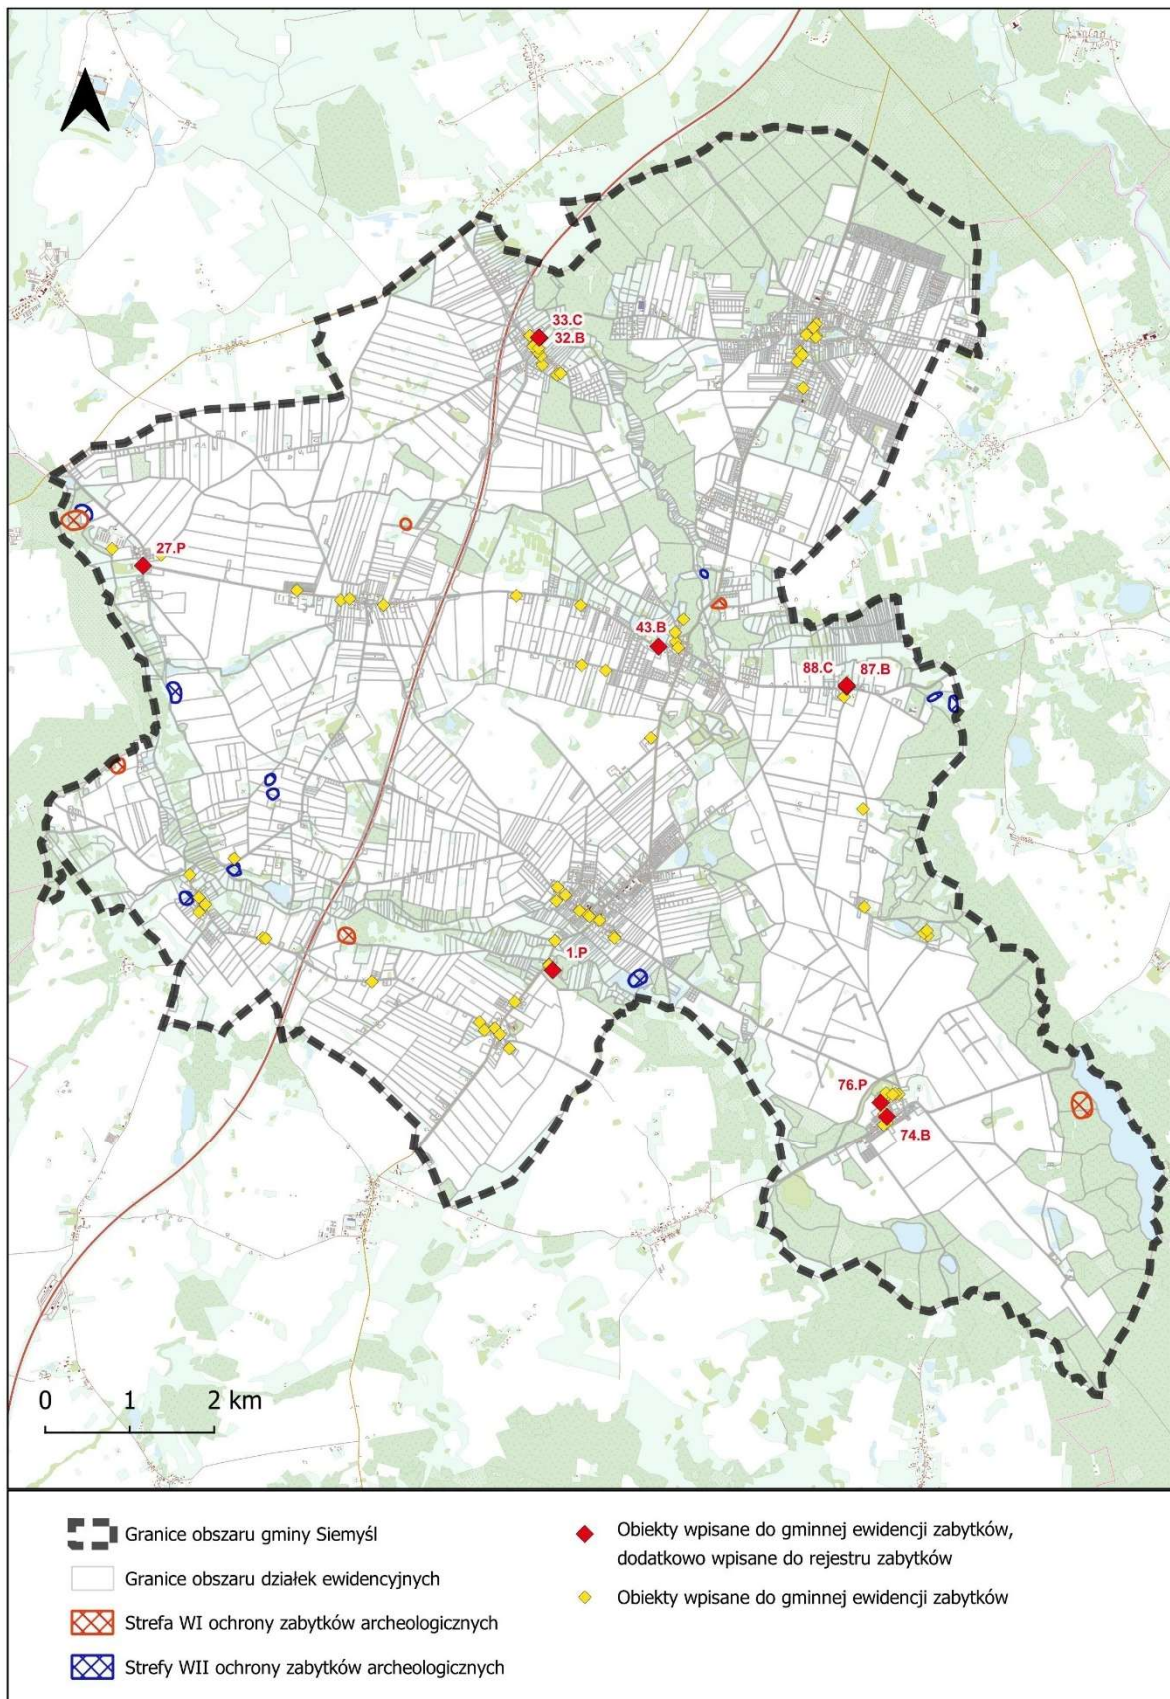 33.C
32.B
27.P
43.B
88.C 87.B
1.P
76.P
74.B
0 1 2 km
Granice obszaru gminy Siemyśl
Granice obszaru działek ewidencyjnych
Strefa WI ochrony zabytków archeologicznych
Strefy WII ochrony zabytków archeologicznych
Obiekty wpisane do gminnej ewidencji zabytków,
dodatkowo wpisane do rejestru zabytków
Obiekty wpisane do gminnej ewidencji zabytków